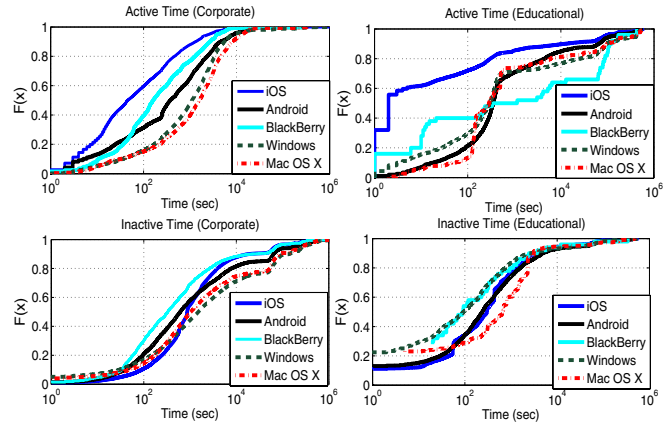 Active Time (Corporate)
F(x)
1
0.8
0.6
0.4
0.2
0
iOS
Android
BlackBerry
Windows
Mac OS X
10^0 10^2 10^4 10^6
Time (sec)
Active Time (Educational)
F(x)
1
0.8
0.6
0.4
0.2
0
iOS
Android
BlackBerry
Windows
Mac OS X
10^0 10^2 10^4 10^6
Time (sec)
Inactive Time (Corporate)
F(x)
1
0.8
0.6
0.4
0.2
0
iOS
Android
BlackBerry
Windows
Mac OS X
10^0 10^2 10^4 10^6
Time (sec)
Inactive Time (Educational)
F(x)
1
0.8
0.6
0.4
0.2
0
iOS
Android
BlackBerry
Windows
Mac OS X
10^0 10^2 10^4 10^6
Time (sec)